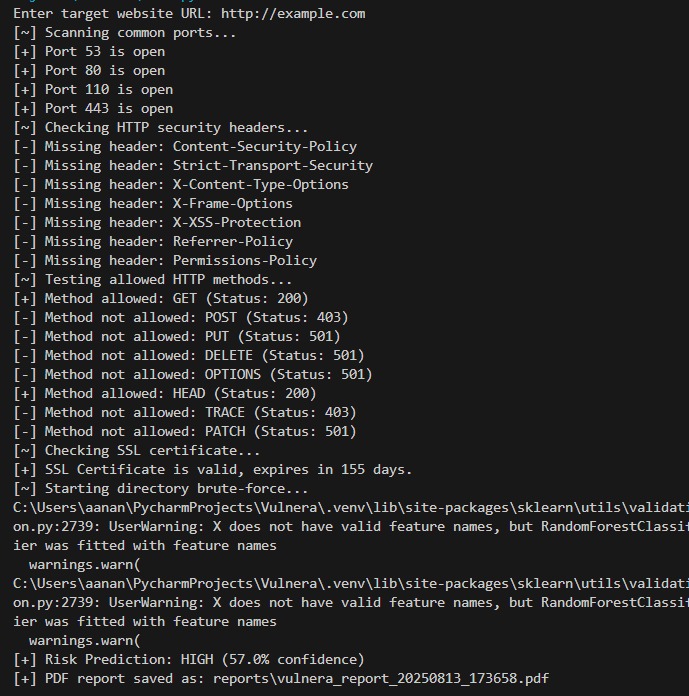 Enter target website URL: http://example.com
[~] Scanning common ports...
[+] Port 53 is open
[+] Port 80 is open
[+] Port 110 is open
[+] Port 443 is open
[~] Checking HTTP security headers...
[-] Missing header: Content-Security-Policy
[-] Missing header: Strict-Transport-Security
[-] Missing header: X-Content-Type-Options
[-] Missing header: X-Frame-Options
[-] Missing header: X-XSS-Protection
[-] Missing header: Referrer-Policy
[-] Missing header: Permissions-Policy
[~] Testing allowed HTTP methods...
[+] Method allowed: GET (Status: 200)
[-] Method not allowed: POST (Status: 403)
[-] Method not allowed: PUT (Status: 501)
[-] Method not allowed: DELETE (Status: 501)
[-] Method not allowed: OPTIONS (Status: 501)
[+] Method allowed: HEAD (Status: 200)
[-] Method not allowed: TRACE (Status: 403)
[-] Method not allowed: PATCH (Status: 501)
[~] Checking SSL certificate...
[+] SSL Certificate is valid, expires in 155 days.
[~] Starting directory brute-force...
C:\Users\aanan\PycharmProjects\Vulnera\.venv\lib\site-packages\sklearn\utils\validati
on.py:2739: UserWarning: X does not have valid feature names, but RandomForestClassif
ier was fitted with feature names
  warnings.warn(
C:\Users\aanan\PycharmProjects\Vulnera\.venv\lib\site-packages\sklearn\utils\validati
on.py:2739: UserWarning: X does not have valid feature names, but RandomForestClassif
ier was fitted with feature names
  warnings.warn(
[+] Risk Prediction: HIGH (57.0% confidence)
[+] PDF report saved as: reports\vulnera_report_20250813_173658.pdf